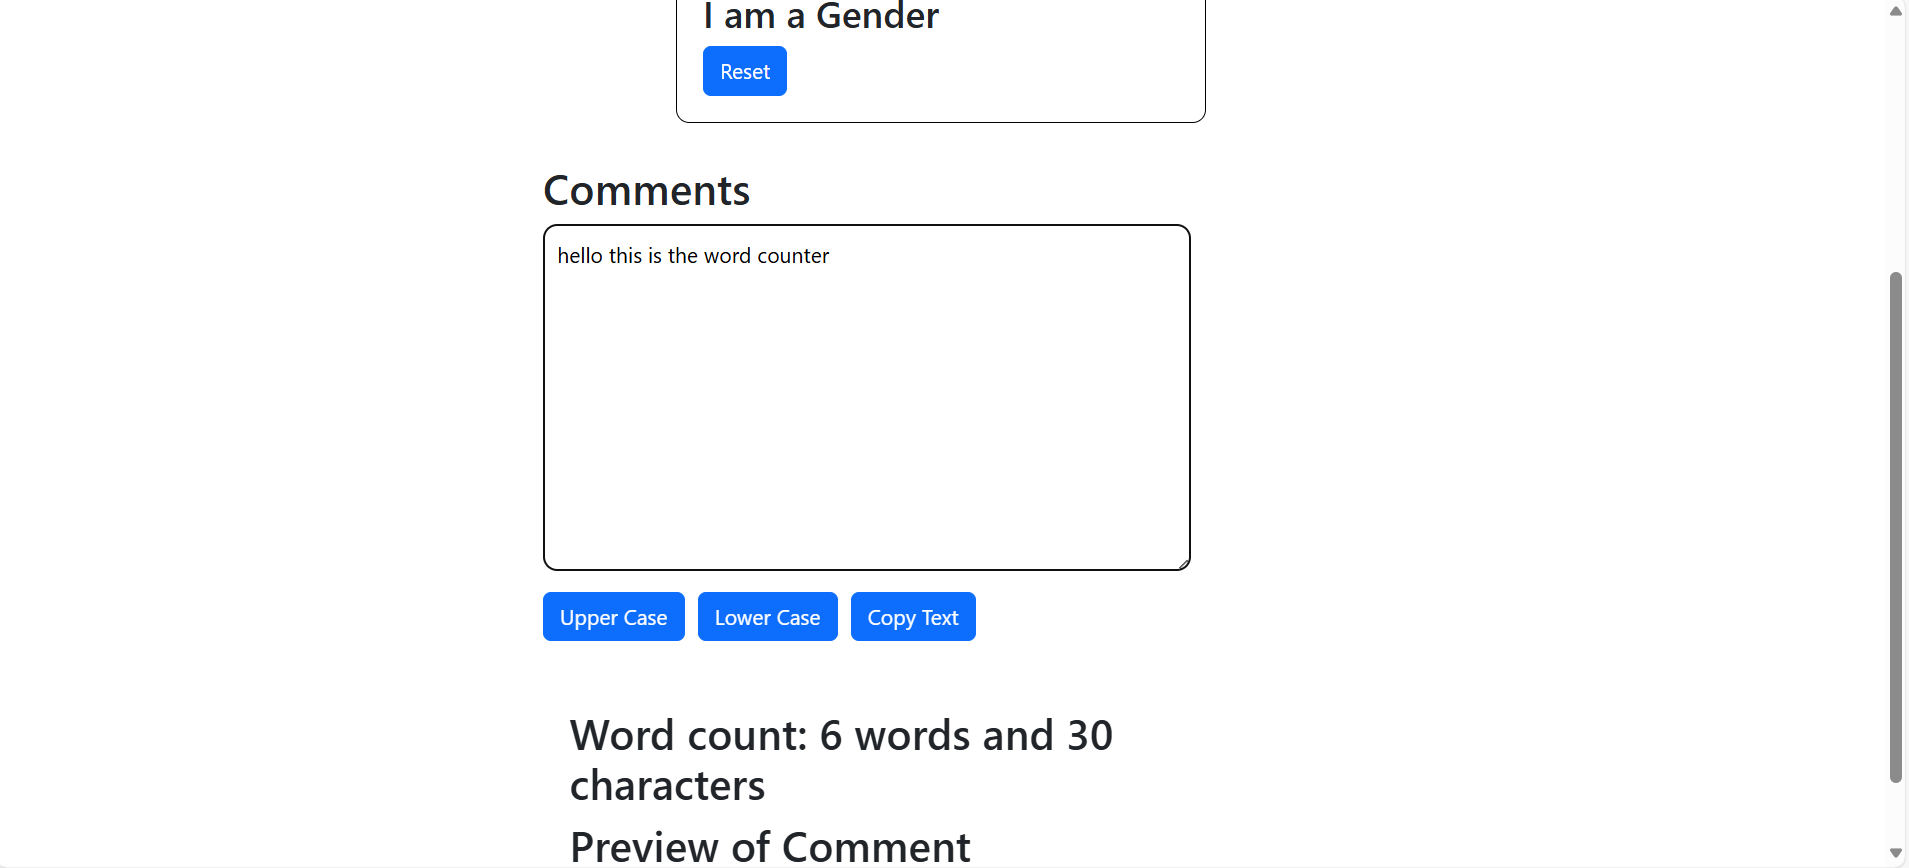 I am a Gender
Reset
Comments
hello this is the word counter
Upper Case Lower Case Copy Text
Word count: 6 words and 30
characters
Preview of Comment